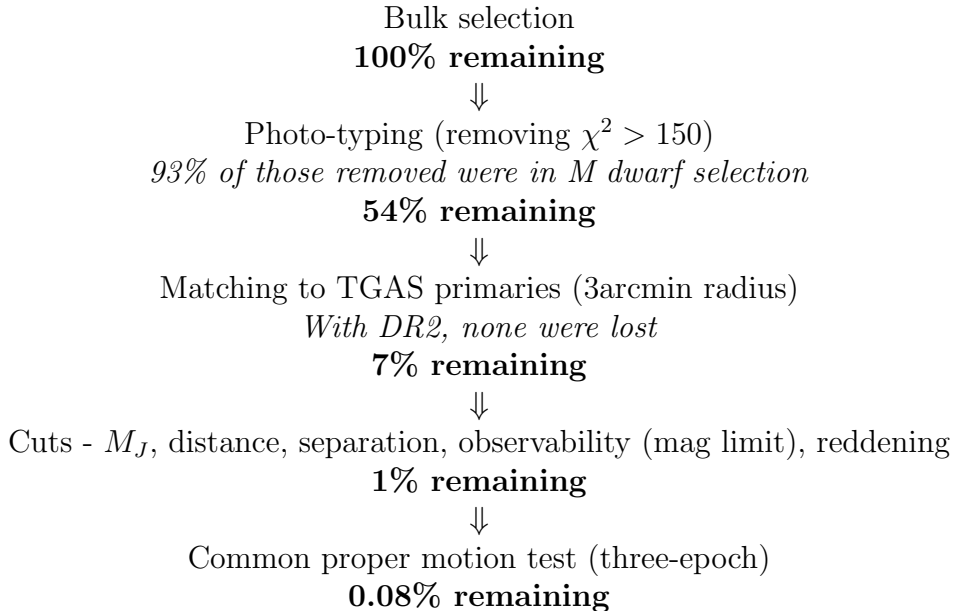 Bulk selection
100% remaining
⇓
Photo-typing (removing χ² > 150)
93% of those removed were in M dwarf selection
54% remaining
⇓
Matching to TGAS primaries (3arcmin radius)
With DR2, none were lost
7% remaining
⇓
Cuts - M_J, distance, separation, observability (mag limit), reddening
1% remaining
⇓
Common proper motion test (three-epoch)
0.08% remaining